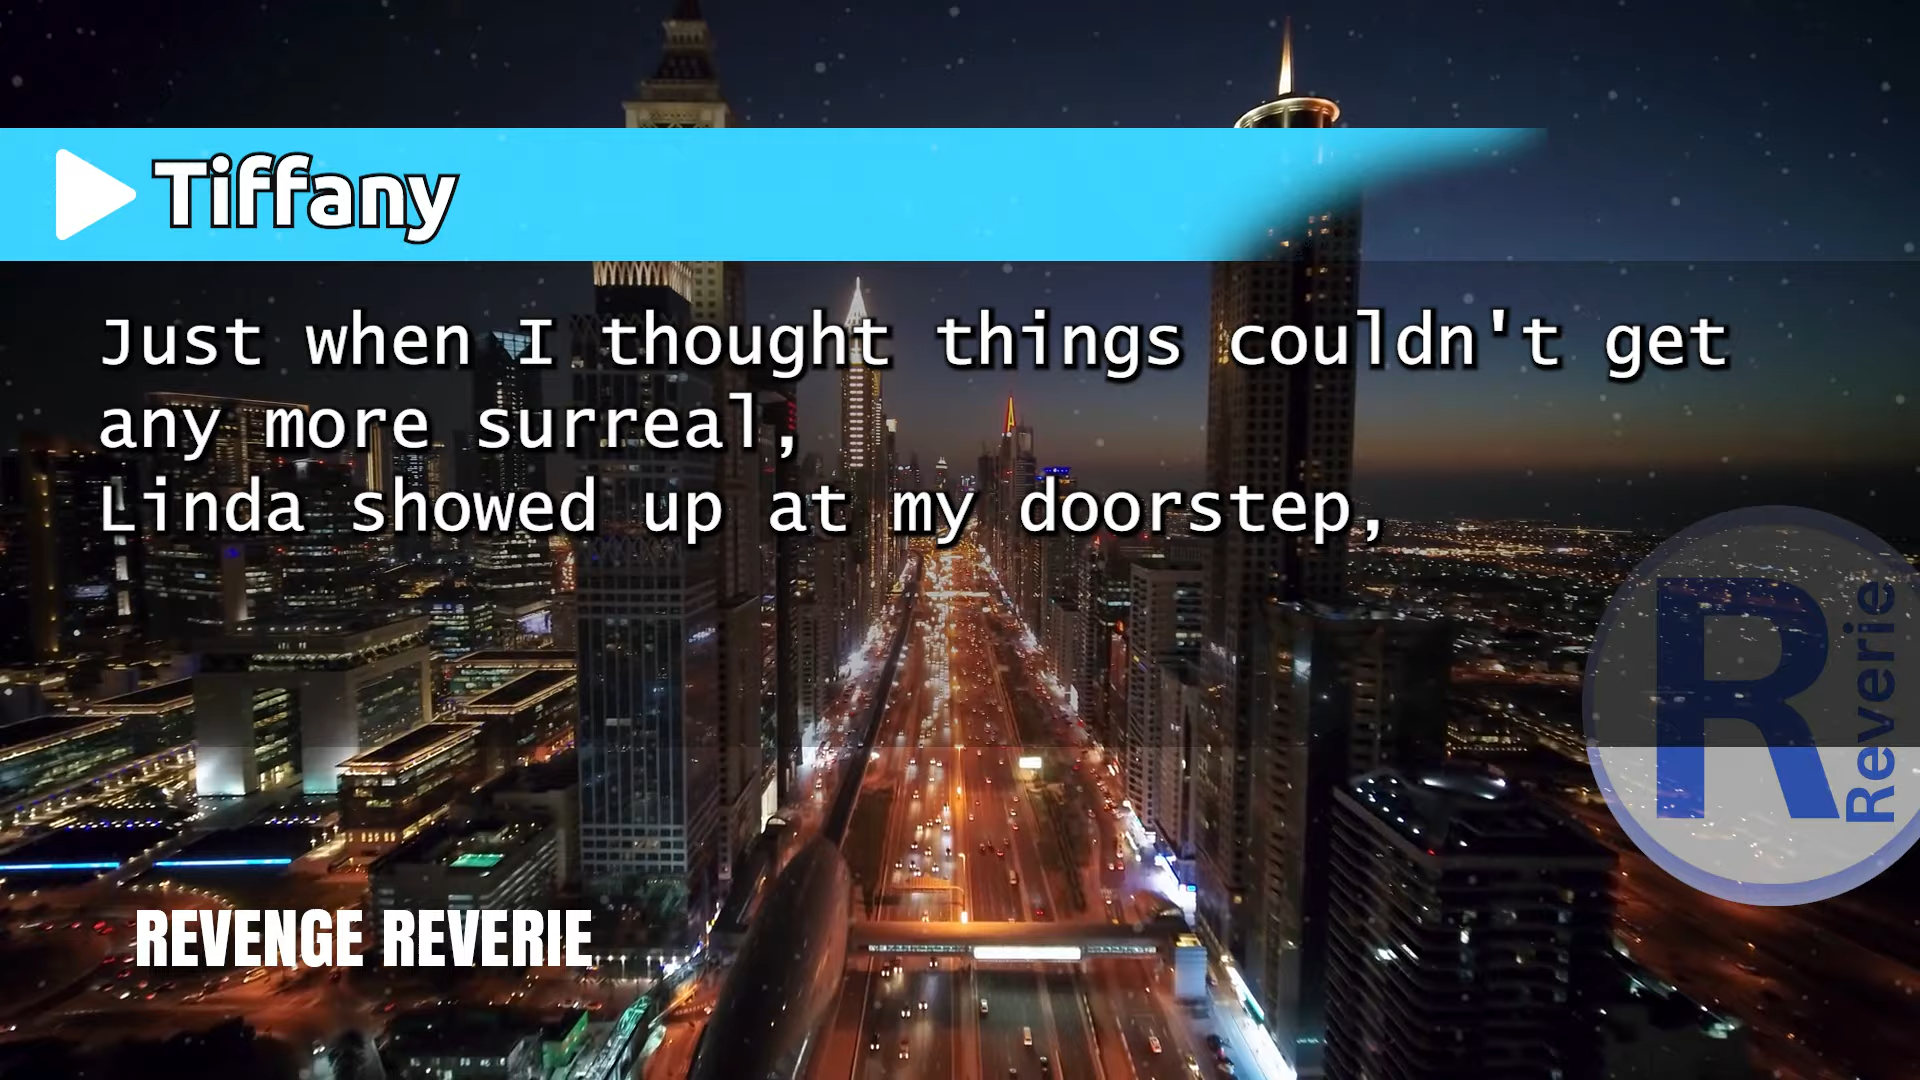 Tiffany
Just when I thought things couldn't get
any more surreal,
Linda showed up at my doorstep,
R
Reverie
REVENGE REVERIE